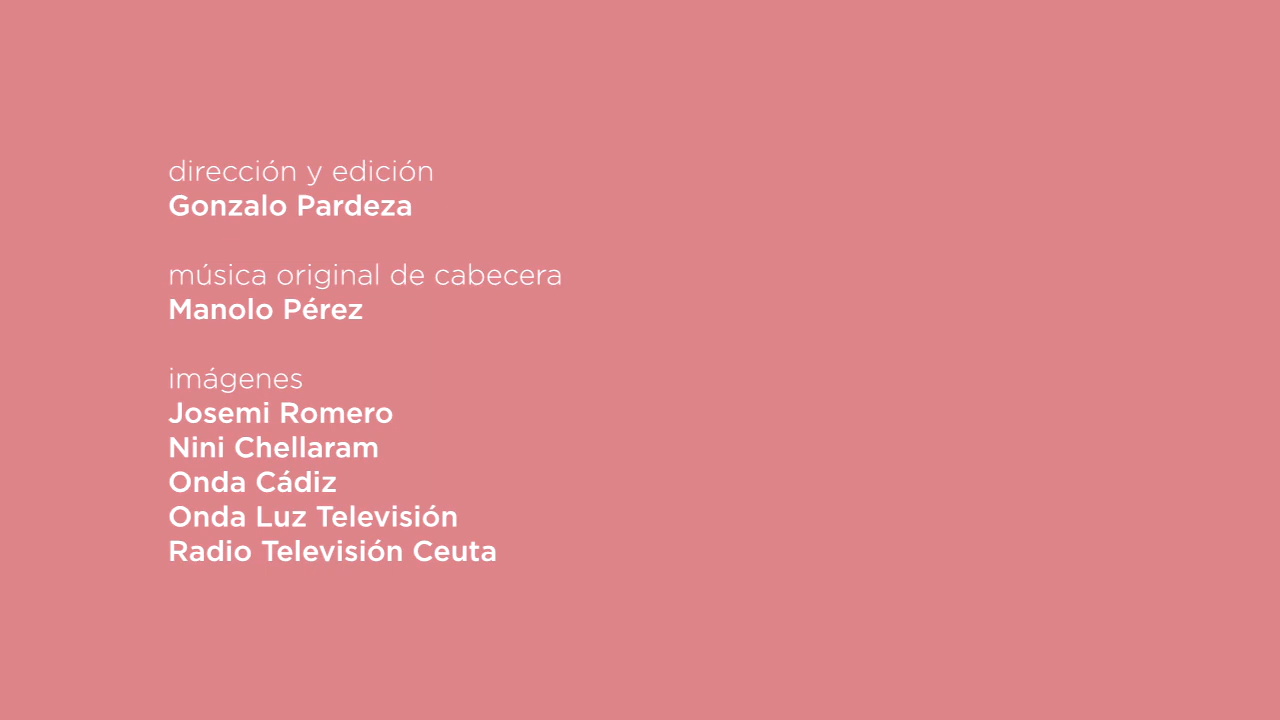 dirección y edición
Gonzalo Pardeza
música original de cabecera
Manolo Pérez
imágenes
Josemi Romero
Nini Chellaram
Onda Cádiz
Onda Luz Televisión
Radio Televisión Ceuta